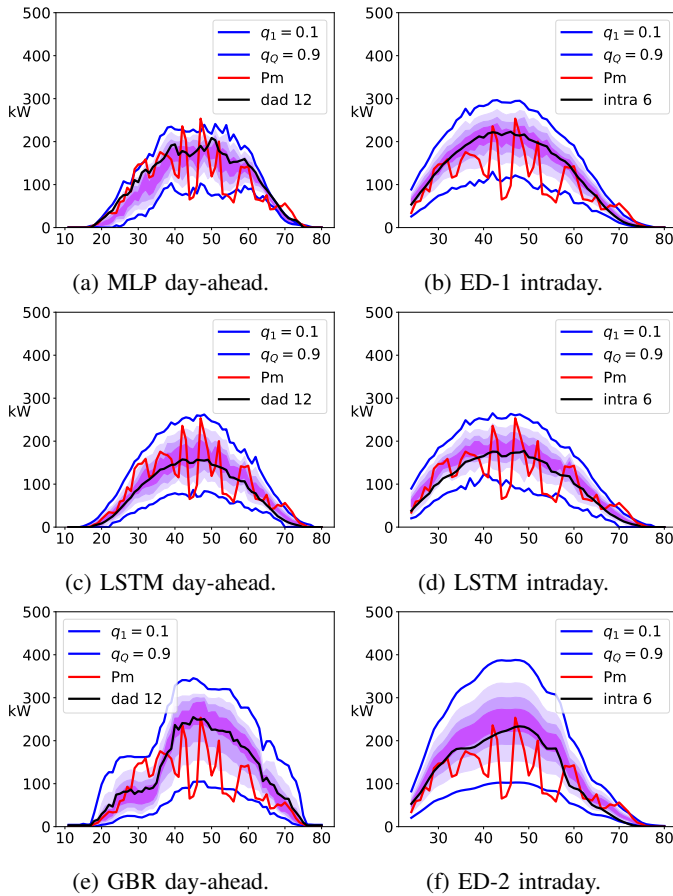 500
400
300
kW
200
100
0
10 20 30 40 50 60 70 80
q₁ = 0.1
q_Q = 0.9
Pm
dad 12
(a) MLP day-ahead.
500
400
300
kW
200
100
0
30 40 50 60 70 80
q₁ = 0.1
q_Q = 0.9
Pm
intra 6
(b) ED-1 intraday.
500
400
300
kW
200
100
0
10 20 30 40 50 60 70 80
q₁ = 0.1
q_Q = 0.9
Pm
dad 12
(c) LSTM day-ahead.
500
400
300
kW
200
100
0
30 40 50 60 70 80
q₁ = 0.1
q_Q = 0.9
Pm
intra 6
(d) LSTM intraday.
500
400
300
kW
200
100
0
10 20 30 40 50 60 70 80
q₁ = 0.1
q_Q = 0.9
Pm
dad 12
(e) GBR day-ahead.
500
400
300
kW
200
100
0
30 40 50 60 70 80
q₁ = 0.1
q_Q = 0.9
Pm
intra 6
(f) ED-2 intraday.